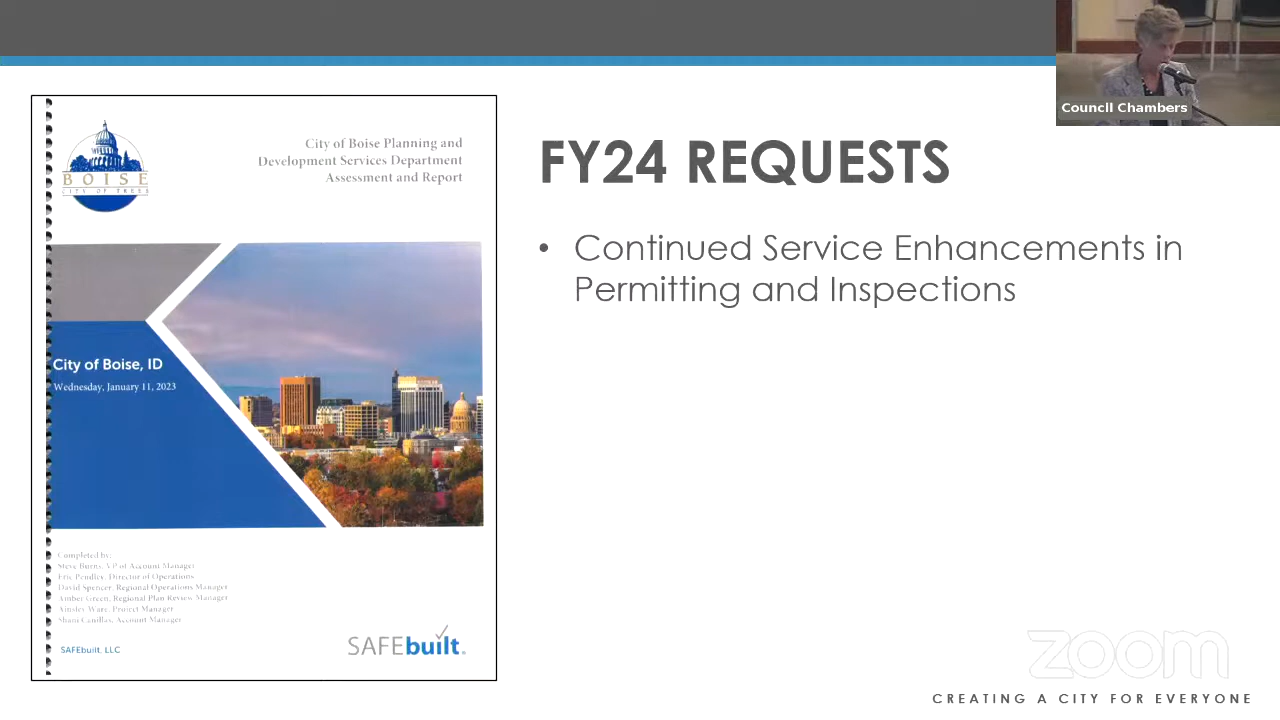 Council Chambers
BOISE
CITY OF TREES
City of Boise Planning and
Development Services Department
Assessment and Report
City of Boise, ID
Wednesday, January 11, 2023
Completed by:
Steve Burns, VP of Account Manager
Eric Pendley, Director of Operations
David Spencer, Regional Operations Manager
Amber Green, Regional Plan Review Manager
Ainsley Ware, Project Manager
Shani Canillas, Account Manager
SAFEbuilt, LLC
SAFEbuilt.
FY24 REQUESTS
• Continued Service Enhancements in
Permitting and Inspections
zoom
CREATING A CITY FOR EVERYONE